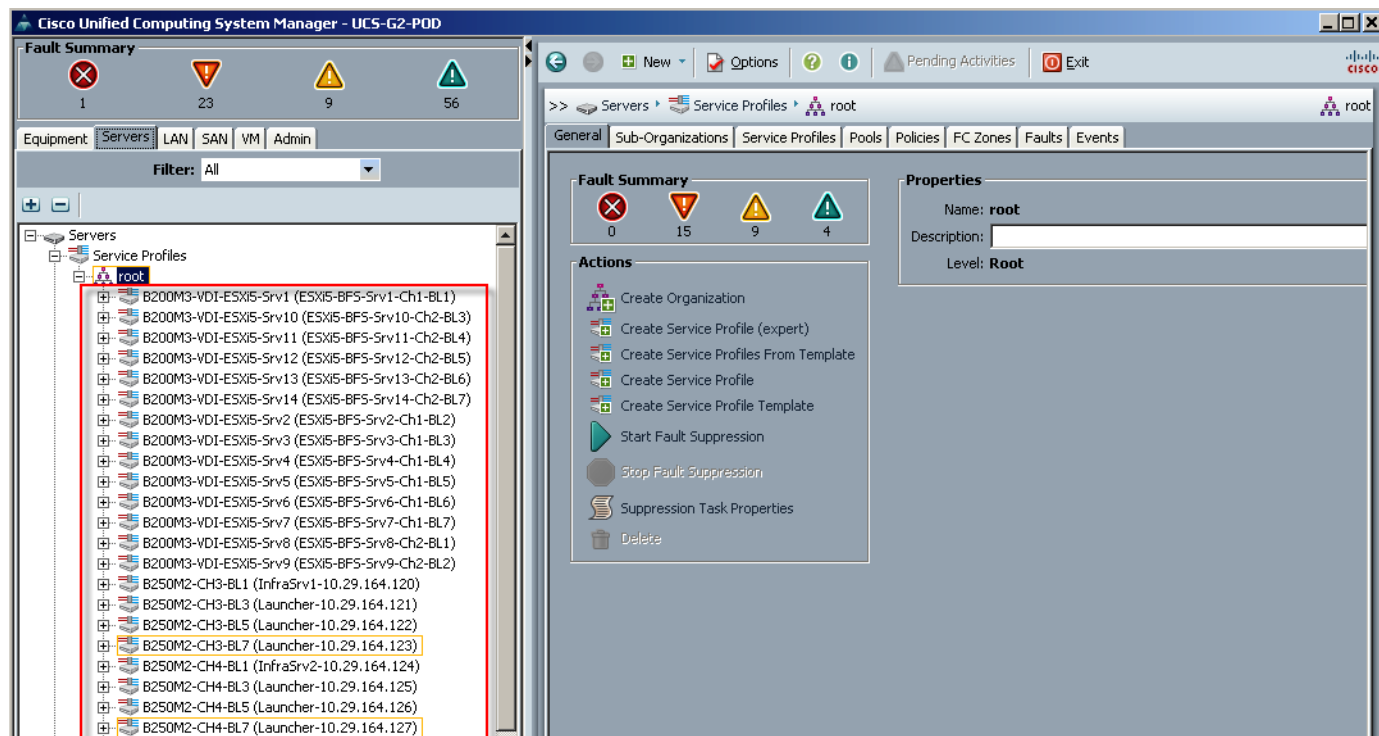 Cisco Unified Computing System Manager - UCS-G2-POD
Fault Summary
1 23 9 56
Equipment Servers LAN SAN VM Admin
Filter: All
Servers
Service Profiles
root
B200M3-VDI-ESXi5-Srv1 (ESXi5-BFS-Srv1-Ch1-BL1)
B200M3-VDI-ESXi5-Srv10 (ESXi5-BFS-Srv10-Ch2-BL3)
B200M3-VDI-ESXi5-Srv11 (ESXi5-BFS-Srv11-Ch2-BL4)
B200M3-VDI-ESXi5-Srv12 (ESXi5-BFS-Srv12-Ch2-BL5)
B200M3-VDI-ESXi5-Srv13 (ESXi5-BFS-Srv13-Ch2-BL6)
B200M3-VDI-ESXi5-Srv14 (ESXi5-BFS-Srv14-Ch2-BL7)
B200M3-VDI-ESXi5-Srv2 (ESXi5-BFS-Srv2-Ch1-BL2)
B200M3-VDI-ESXi5-Srv3 (ESXi5-BFS-Srv3-Ch1-BL3)
B200M3-VDI-ESXi5-Srv4 (ESXi5-BFS-Srv4-Ch1-BL4)
B200M3-VDI-ESXi5-Srv5 (ESXi5-BFS-Srv5-Ch1-BL5)
B200M3-VDI-ESXi5-Srv6 (ESXi5-BFS-Srv6-Ch1-BL6)
B200M3-VDI-ESXi5-Srv7 (ESXi5-BFS-Srv7-Ch1-BL7)
B200M3-VDI-ESXi5-Srv8 (ESXi5-BFS-Srv8-Ch2-BL1)
B200M3-VDI-ESXi5-Srv9 (ESXi5-BFS-Srv9-Ch2-BL2)
B250M2-CH3-BL1 (InfraSrv1-10.29.164.120)
B250M2-CH3-BL3 (Launcher-10.29.164.121)
B250M2-CH3-BL5 (Launcher-10.29.164.122)
B250M2-CH3-BL7 (Launcher-10.29.164.123)
B250M2-CH4-BL1 (InfraSrv2-10.29.164.124)
B250M2-CH4-BL3 (Launcher-10.29.164.125)
B250M2-CH4-BL5 (Launcher-10.29.164.126)
B250M2-CH4-BL7 (Launcher-10.29.164.127)
New Options Pending Activities Exit
CISCO
>> Servers Service Profiles root
root
General Sub-Organizations Service Profiles Pools Policies FC Zones Faults Events
Fault Summary
0 15 9 4
Actions
Create Organization
Create Service Profile (expert)
Create Service Profiles From Template
Create Service Profile
Create Service Profile Template
Start Fault Suppression
Stop Fault Suppression
Suppression Task Properties
Delete
Properties
Name: root
Description:
Level: Root